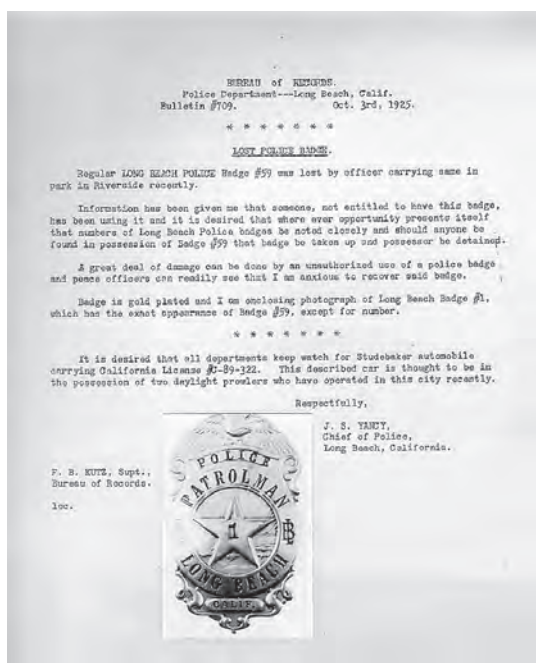 BUREAU of RECORDS.
Police Department---Long Beach, Calif.
Bulletin #709. Oct. 3rd, 1925.
* * * * * * *
LOST POLICE BADGE.
Regular LONG BEACH POLICE Badge #59 was lost by officer carrying same in
park in Riverside recently.
Information has been given me that someone, not entitled to have this badge,
has been using it and it is desired that where ever opportunity presents itself
that numbers of Long Beach Police badges be noted closely and should anyone be
found in possession of Badge #59 that badge be taken up and possessor be detained.
A great deal of damage can be done by an unauthorized use of a police badge
and peace officers can readily see that I am anxious to recover said badge.
Badge is gold plated and I am enclosing photograph of Long Beach Badge #1,
which has the exact appearance of Badge #59, except for number.
* * * * * * *
It is desired that all departments keep watch for Studebaker automobile
carrying California License
This described car is thought to be in
the possession of two daylight prowlers who have operated in this city recently.
Respectfully,
J. S. YANCY,
Chief of Police,
Long Beach, California.
F. B. KUTZ, Supt.,
Bureau of Records.
POLICE
PATROLMAN
1
LONG BEACH
CALIF.